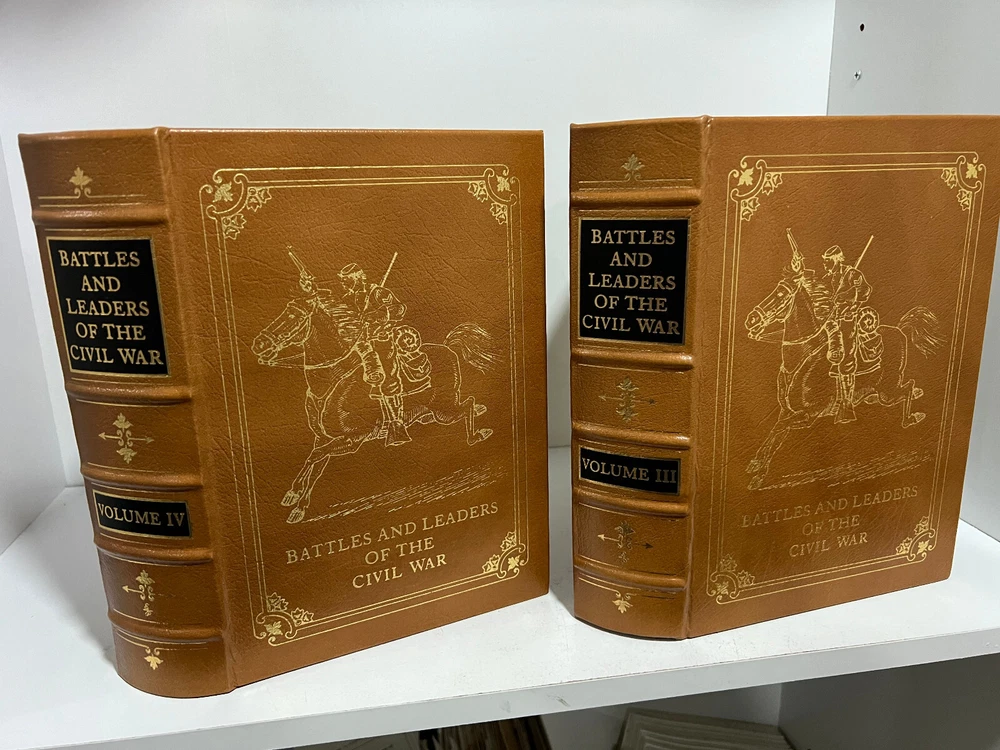 BATTLES
AND
LEADERS
OF THE
CIVIL WAR
VOLUME IV
BATTLES AND LEADERS
OF THE
CIVIL WAR
BATTLES
AND
LEADERS
OF THE
CIVIL WAR
VOLUME III
BATTLES AND LEADERS
OF THE
CIVIL WAR